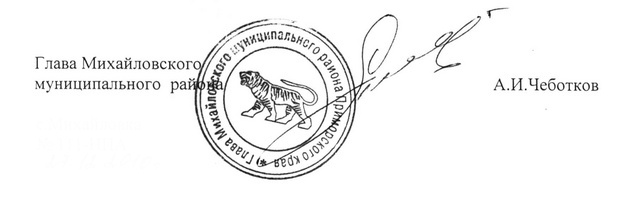 Глава Михайловского
муниципального района
А.И.Чеботков
Глава Михайловского муниципального района Приморского края *